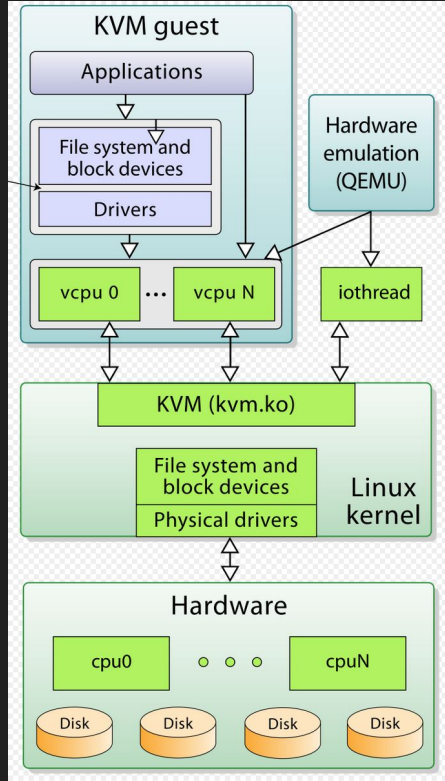 KVM guest
Applications
File system and
block devices
Drivers
vcpu 0 ... vcpu N
Hardware
emulation
(QEMU)
iothread
KVM (kvm.ko)
File system and
block devices
Physical drivers
Linux
kernel
Hardware
cpu0
cpuN
Disk
Disk
Disk
Disk